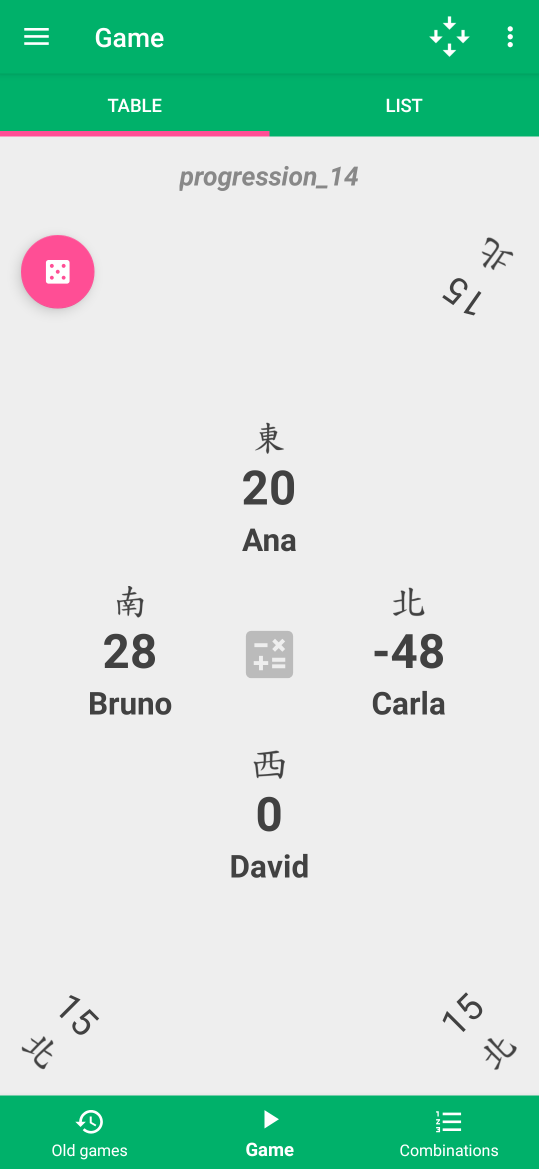 Game
TABLE
LIST
progression_14
北
15
東
20
Ana
南
28
Bruno
北
-48
Carla
西
0
David
15
北
15
北
Old games
Game
Combinations